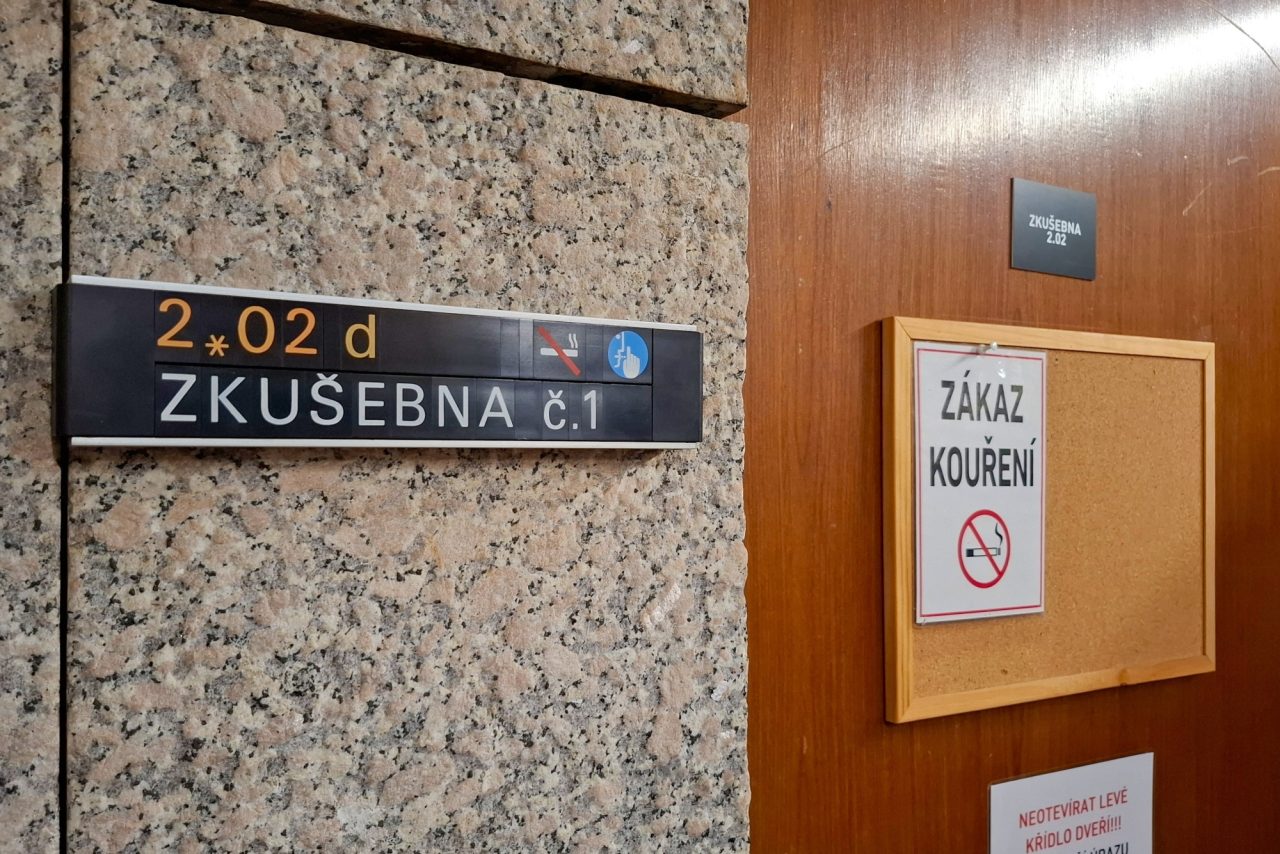 2*02 d
ZKUŠEBNA č.1
ZKUŠEBNA
2.02
ZÁKAZ
KOUŘENÍ
NEOTEVÍRAT LEVÉ
KŘÍDLO DVEŘÍ!!!